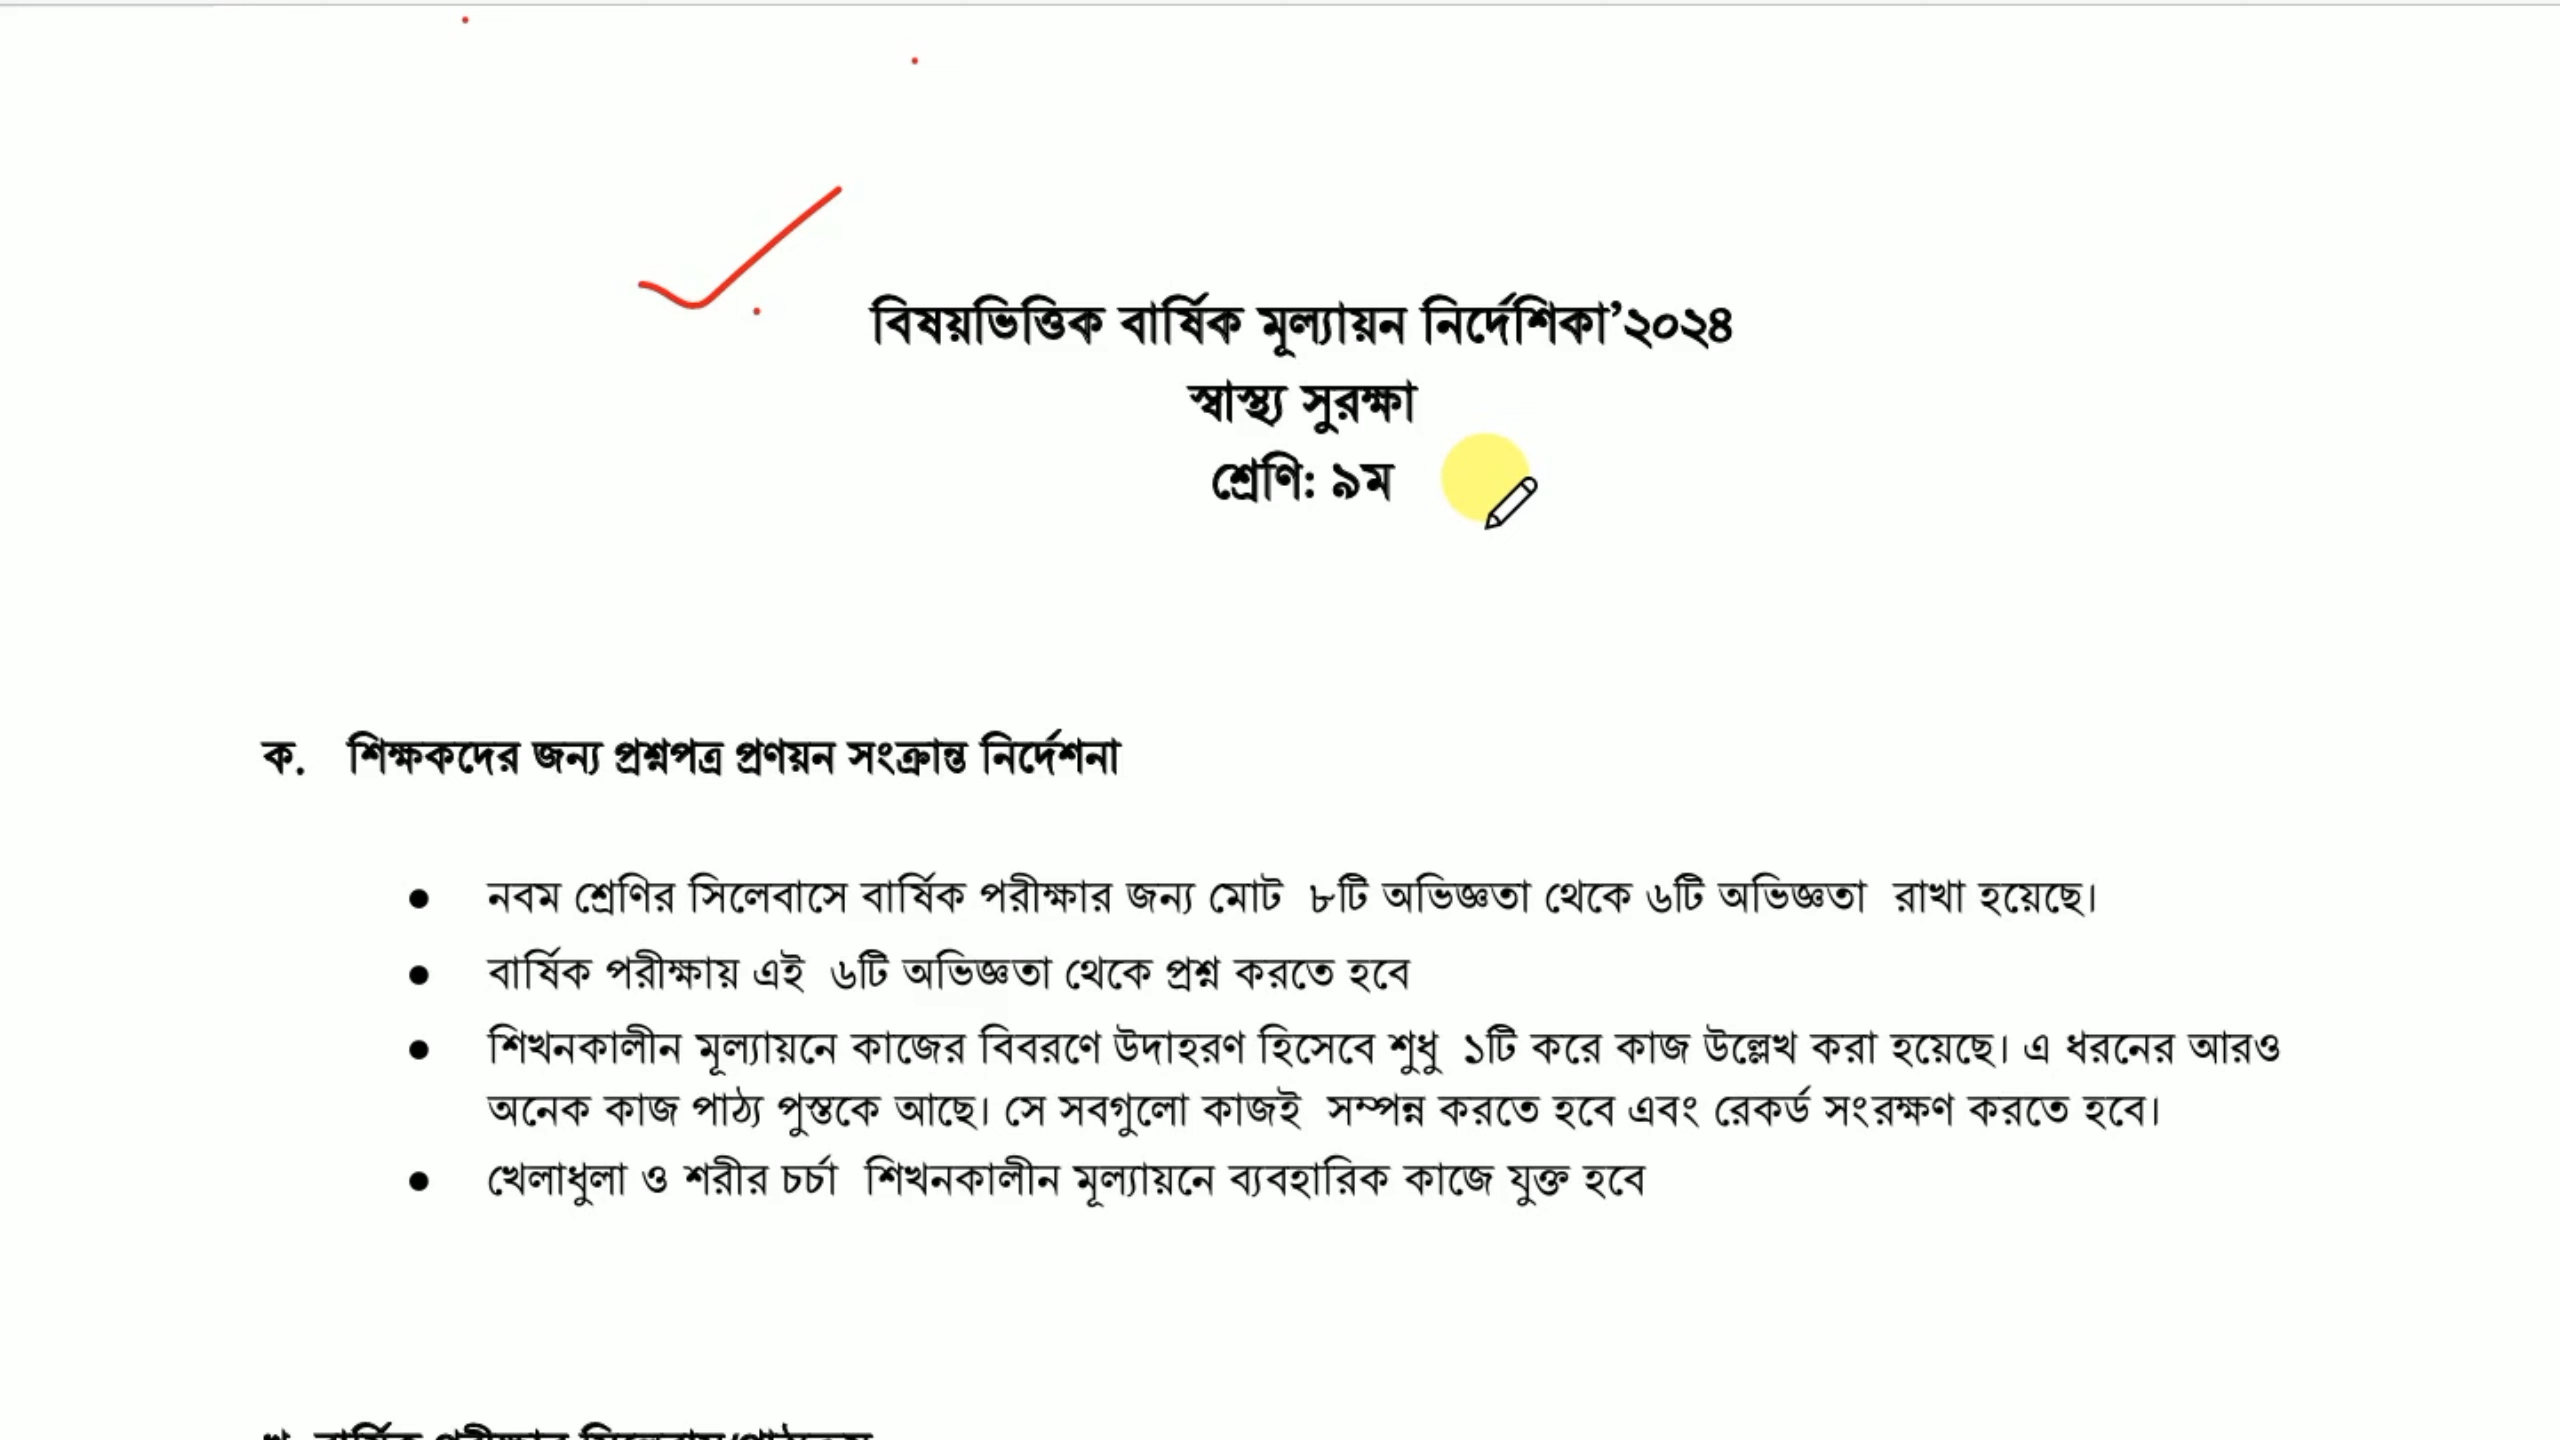 বিষয়ভিত্তিক বার্ষিক মূল্যায়ন নির্দেশিকা’২০২৪
স্বাস্থ্য সুরক্ষা
শ্রেণি: ৯ম
ক. শিক্ষকদের জন্য প্রশ্নপত্র প্রণয়ন সংক্রান্ত নির্দেশনা
● নবম শ্রেণির সিলেবাসে বার্ষিক পরীক্ষার জন্য মোট ৮টি অভিজ্ঞতা থেকে ৬টি অভিজ্ঞতা রাখা হয়েছে।
● বার্ষিক পরীক্ষায় এই ৬টি অভিজ্ঞতা থেকে প্রশ্ন করতে হবে
● শিখনকালীন মূল্যায়নে কাজের বিবরণে উদাহরণ হিসেবে শুধু ১টি করে কাজ উল্লেখ করা হয়েছে। এ ধরনের আরও
অনেক কাজ পাঠ্য পুস্তকে আছে। সে সবগুলো কাজই সম্পন্ন করতে হবে এবং রেকর্ড সংরক্ষণ করতে হবে।
● খেলাধুলা ও শরীর চর্চা শিখনকালীন মূল্যায়নে ব্যবহারিক কাজে যুক্ত হবে
খ. বার্ষিক পরীক্ষার সিলেবাস/পাঠ্যক্রম